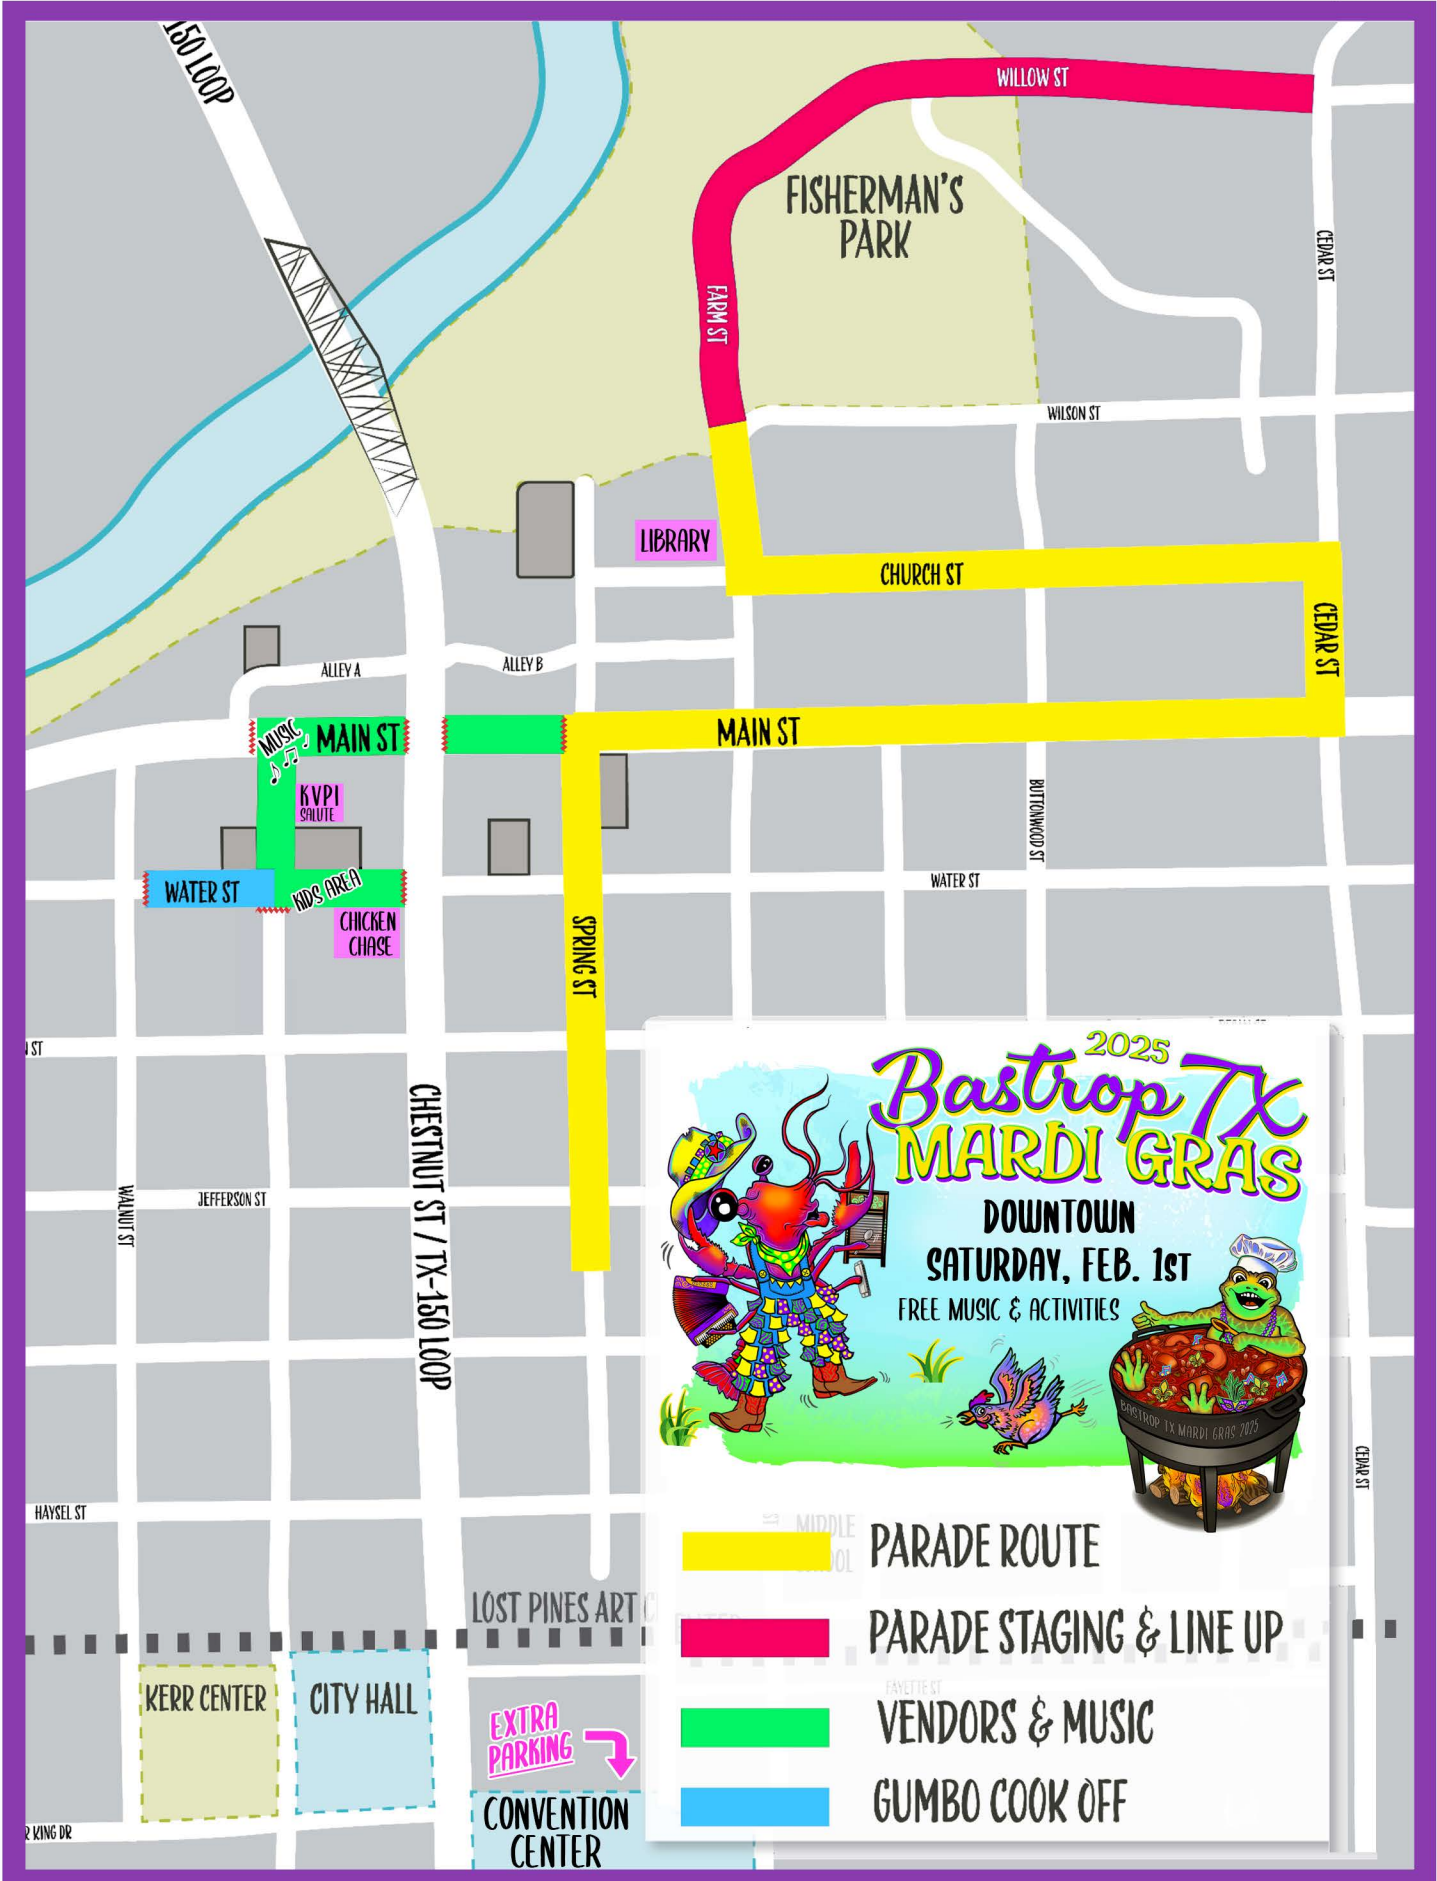 150 LOOP
WILLOW ST
FISHERMAN'S
PARK
CEDAR ST
FARM ST
WILSON ST
LIBRARY
CHURCH ST
CEDAR ST
ALLEY A
ALLEY B
MUSIC
MAIN ST
MAIN ST
KVPI
SALUTE
BUTTONWOOD ST
WATER ST
KIDS AREA
WATER ST
CHICKEN
CHASE
SPRING ST
ST
CHESTNUT ST / TX-150 LOOP
WALNUT ST
JEFFERSON ST
HAYSEL ST
LOST PINES ART C
KERR CENTER
CITY HALL
EXTRA
PARKING
CONVENTION
CENTER
R KING DR
2025
Bastrop TX
MARDI GRAS
DOWNTOWN
SATURDAY, FEB. 1ST
FREE MUSIC & ACTIVITIES
BASTROP TX MARDI GRAS 2025
CEDAR ST
MIDDLE
OOL
PARADE ROUTE
PARADE STAGING & LINE UP
FAYETTE ST
VENDORS & MUSIC
GUMBO COOK OFF